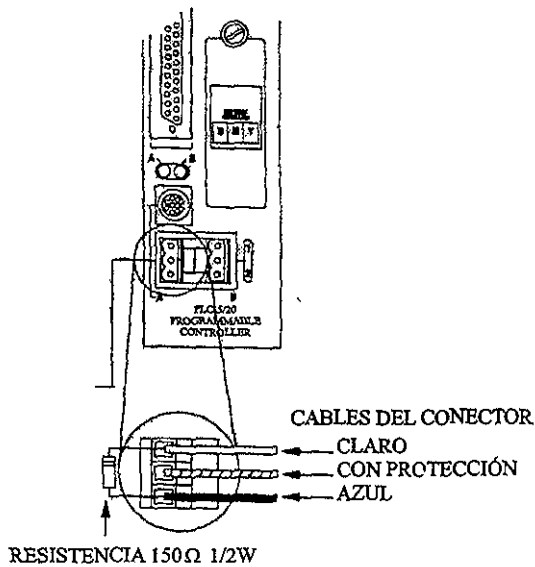 A B
A B
PLC 5/20
PROGRAMMABLE
CONTROLLER
CABLES DEL CONECTOR
CLARO
CON PROTECCIÓN
AZUL
RESISTENCIA 150Ω 1/2W